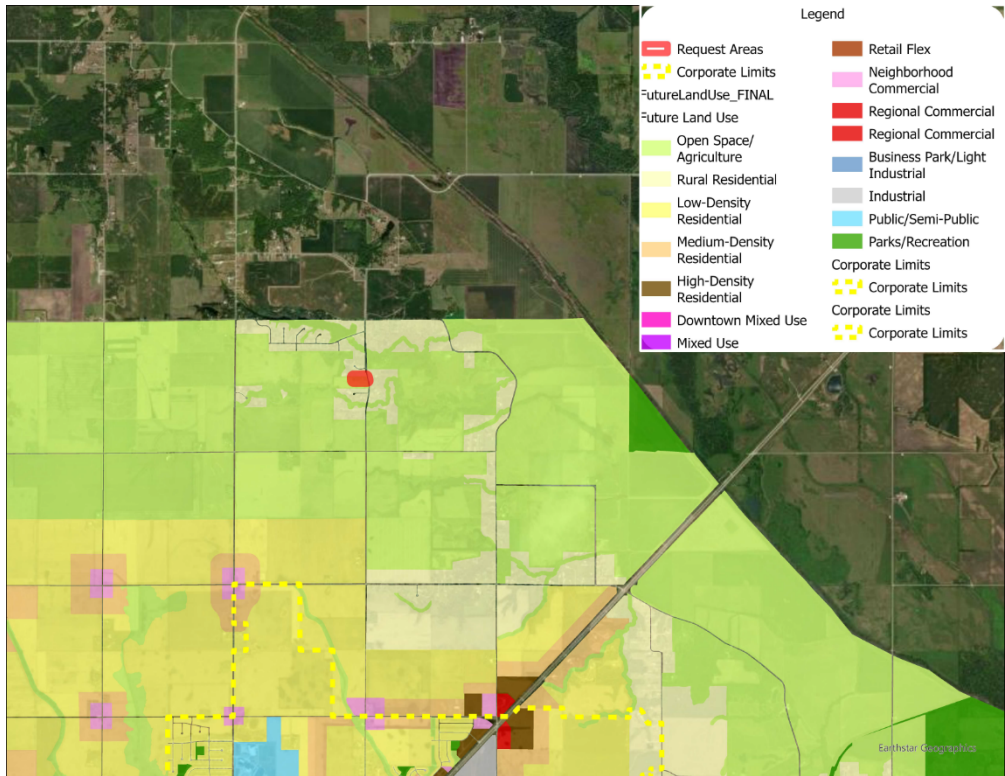 Legend
Request Areas
Corporate Limits
FutureLandUse_FINAL
Future Land Use
Open Space/
Agriculture
Rural Residential
Low-Density
Residential
Medium-Density
Residential
High-Density
Residential
Downtown Mixed Use
Mixed Use
Retail Flex
Neighborhood
Commercial
Regional Commercial
Regional Commercial
Business Park/Light
Industrial
Industrial
Public/Semi-Public
Parks/Recreation
Corporate Limits
Corporate Limits
Corporate Limits
Corporate Limits
Earthstar Geographics